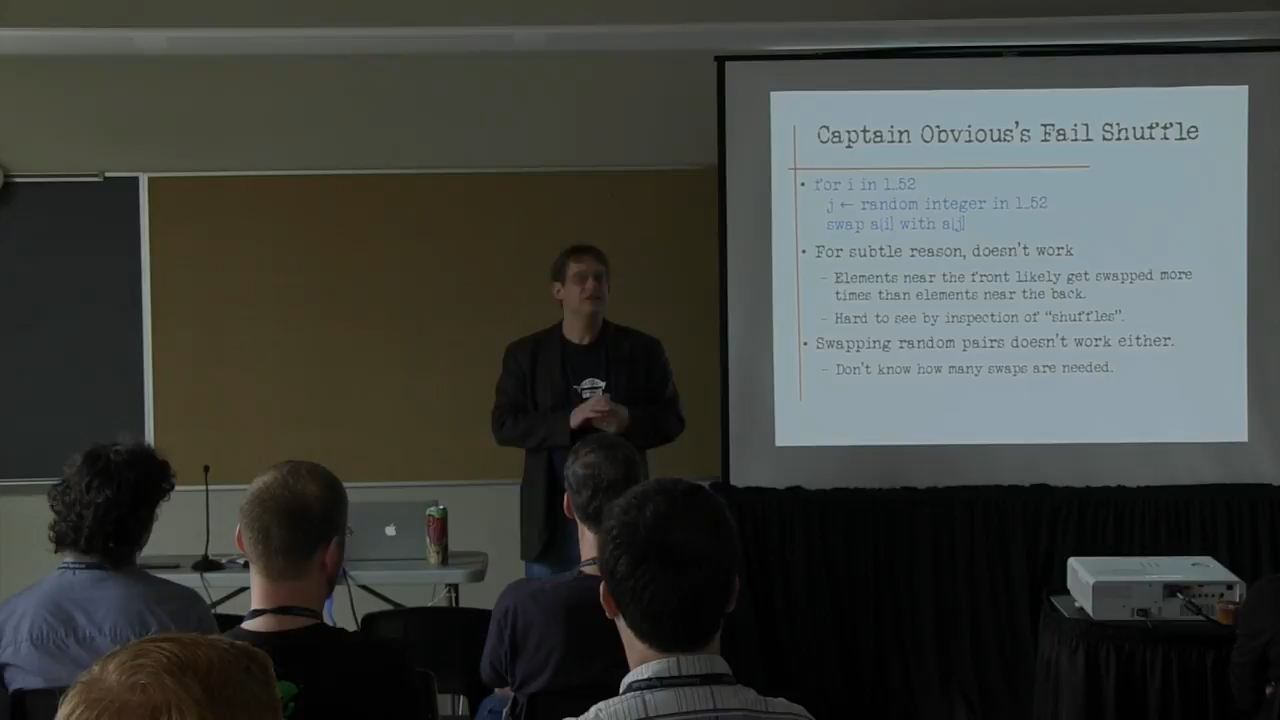 Captain Obvious's Fail Shuffle
• for i in 1..52
j ← random integer in 1..52
swap a[i] with a[j]
• For subtle reason, doesn't work
– Elements near the front likely get swapped more
times than elements near the back.
– Hard to see by inspection of "shuffles".
• Swapping random pairs doesn't work either.
– Don't know how many swaps are needed.